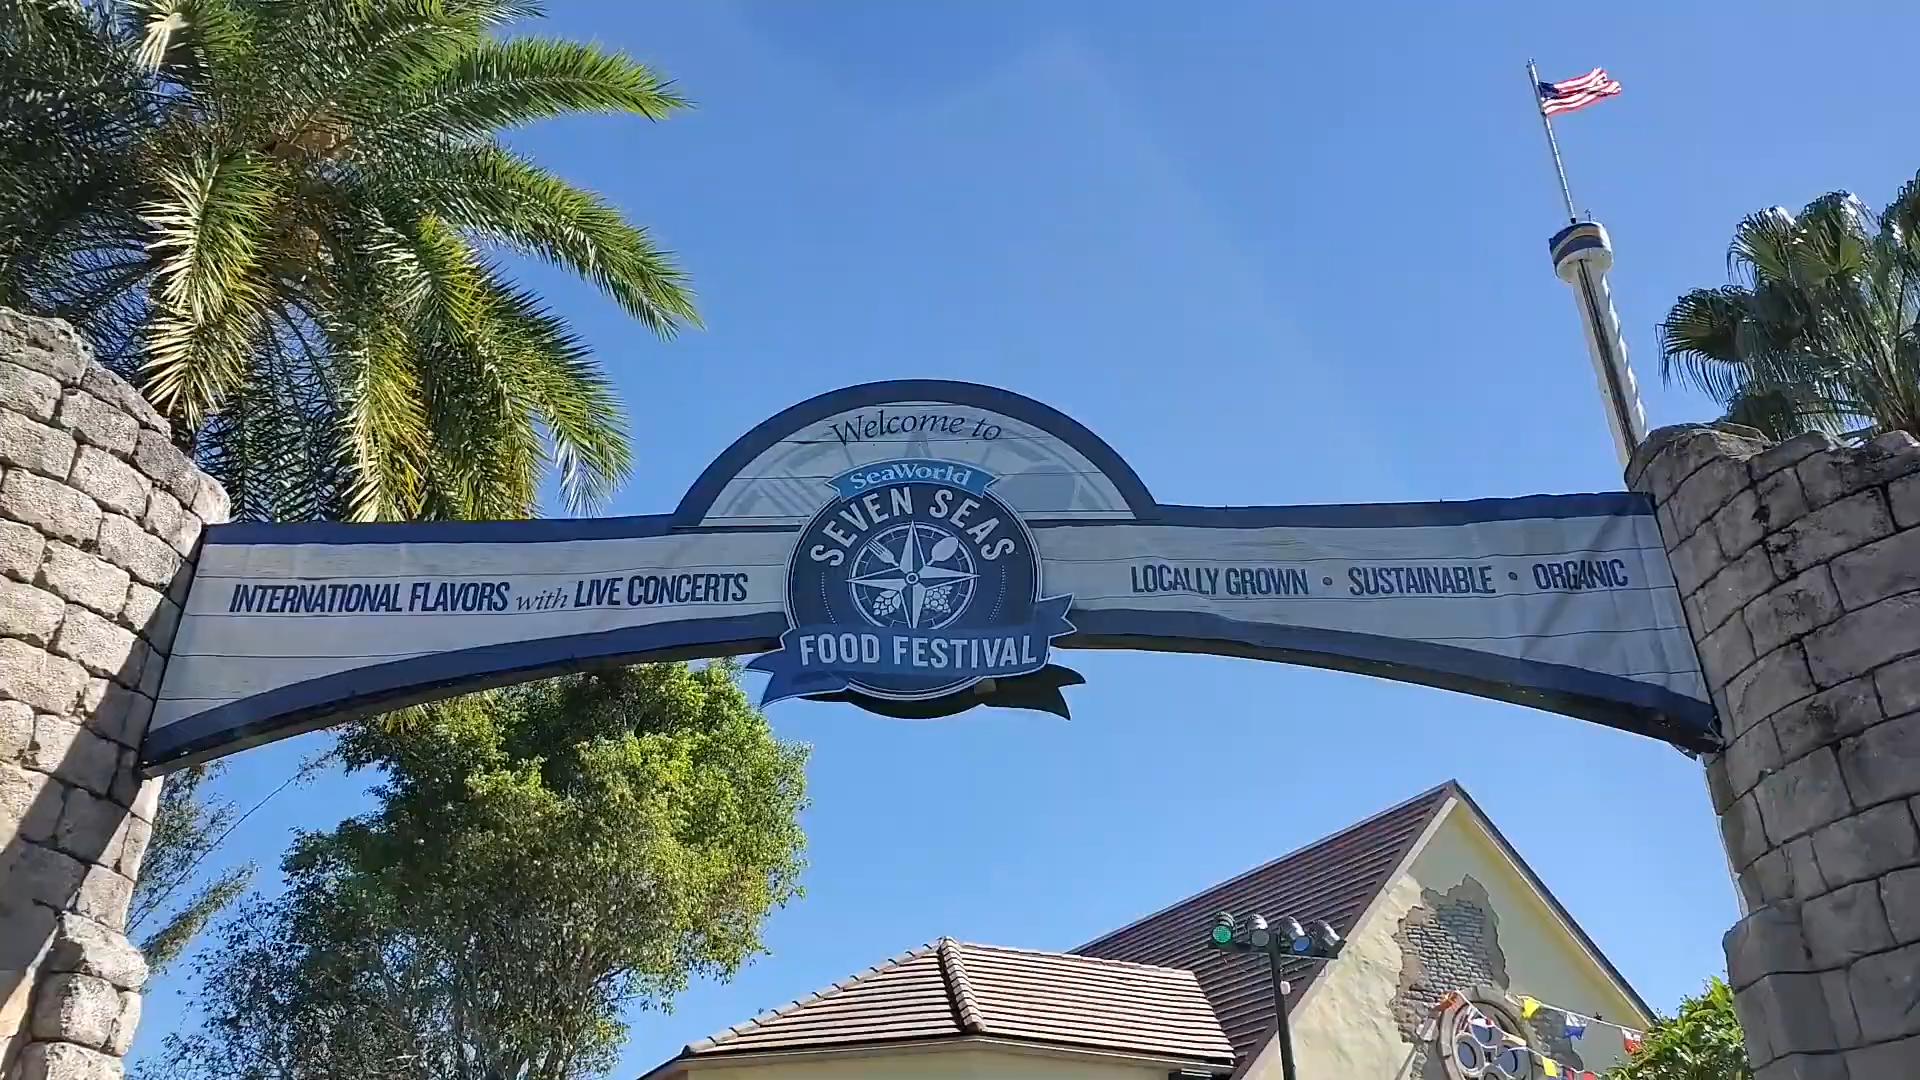 Welcome to
SeaWorld
SEVEN SEAS
FOOD FESTIVAL
INTERNATIONAL FLAVORS with LIVE CONCERTS
LOCALLY GROWN • SUSTAINABLE • ORGANIC